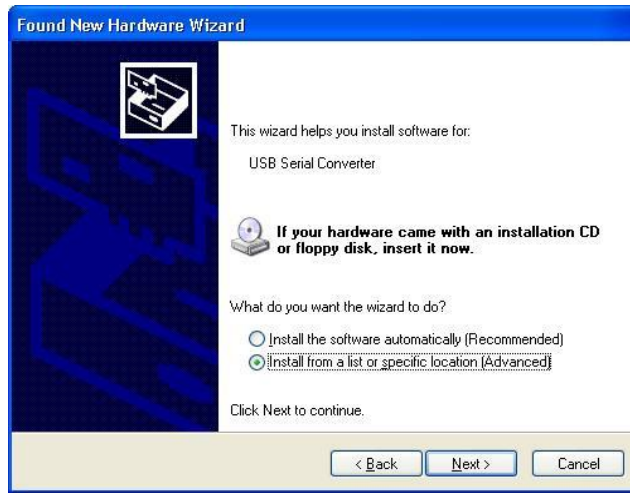 Found New Hardware Wizard
This wizard helps you install software for:
USB Serial Converter
If your hardware came with an installation CD
or floppy disk, insert it now.
What do you want the wizard to do?
Install the software automatically (Recommended)
Install from a list or specific location (Advanced)
Click Next to continue.
< Back
Next >
Cancel